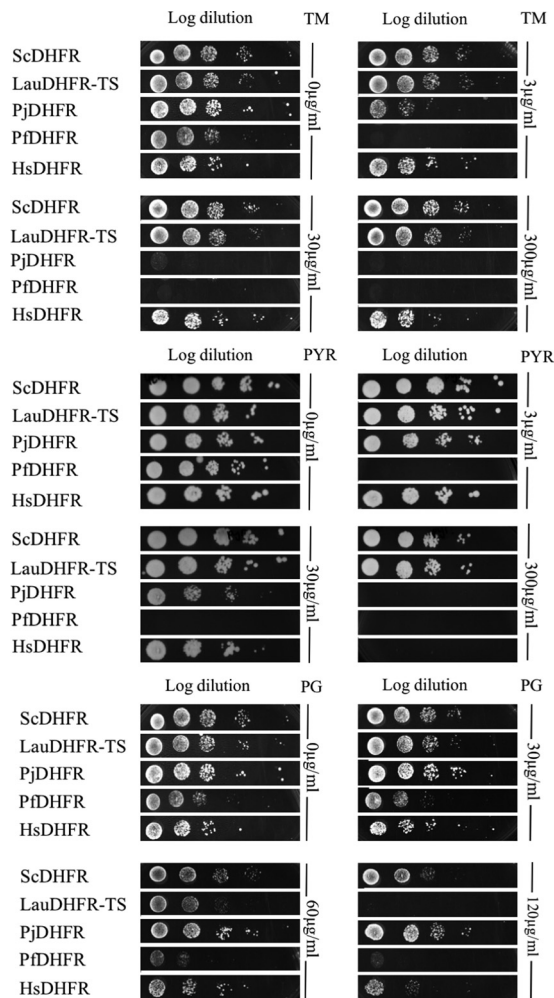 Log dilution TM Log dilution TM
ScDHFR
LauDHFR-TS
PjDHFR
PfDHFR
HsDHFR
0µg/ml 3µg/ml
ScDHFR
LauDHFR-TS
PjDHFR
PfDHFR
HsDHFR
30µg/ml 300µg/ml
Log dilution PYR Log dilution PYR
ScDHFR
LauDHFR-TS
PjDHFR
PfDHFR
HsDHFR
0µg/ml 3µg/ml
ScDHFR
LauDHFR-TS
PjDHFR
PfDHFR
HsDHFR
30µg/ml 300µg/ml
Log dilution PG Log dilution PG
ScDHFR
LauDHFR-TS
PjDHFR
PfDHFR
HsDHFR
0µg/ml 30µg/ml
ScDHFR
LauDHFR-TS
PjDHFR
PfDHFR
HsDHFR
60µg/ml 120µg/ml